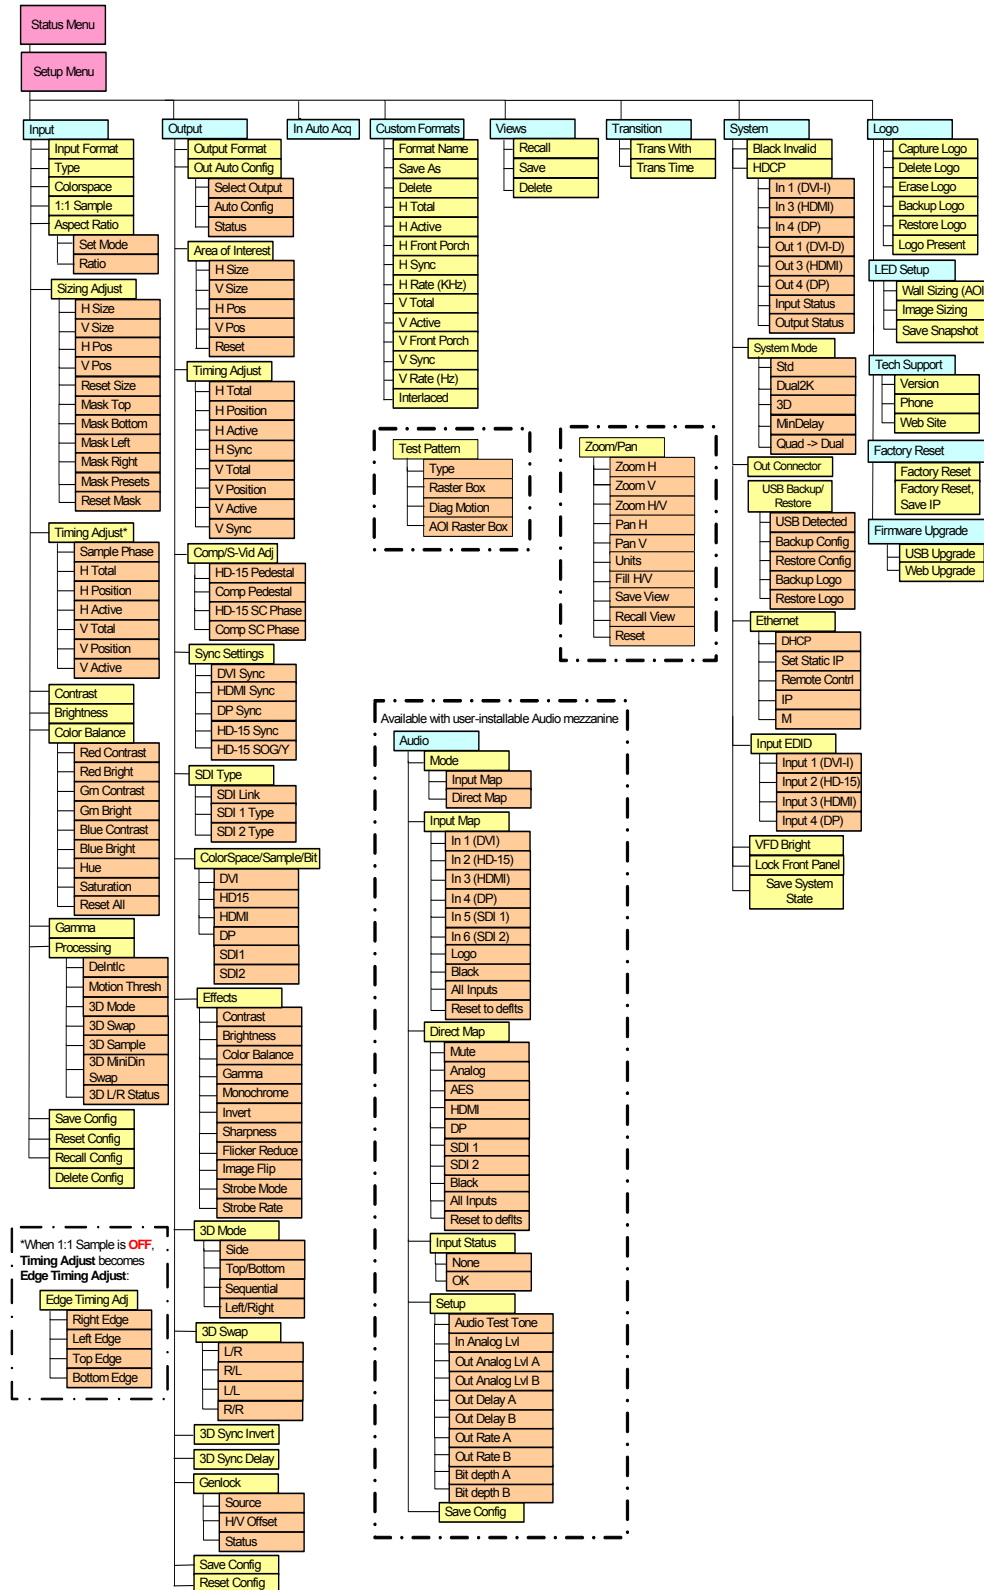 Status Menu
Setup Menu
Input
Input Format
Type
Colorspace
1:1 Sample
Aspect Ratio
Set Mode
Ratio
Sizing Adjust
H Size
V Size
H Pos
V Pos
Reset Size
Mask Top
Mask Bottom
Mask Left
Mask Right
Mask Presets
Reset Mask
Timing Adjust*
Sample Phase
H Total
H Position
H Active
V Total
V Position
V Active
Contrast
Brightness
Color Balance
Red Contrast
Red Bright
Grn Contrast
Grn Bright
Blue Contrast
Blue Bright
Hue
Saturation
Reset All
Gamma
Processing
DeIntlc
Motion Thresh
3D Mode
3D Swap
3D Sample
3D MiniDin
Swap
3D L/R Status
Save Config
Reset Config
Recall Config
Delete Config
*When 1:1 Sample is OFF,
Timing Adjust becomes
Edge Timing Adjust:
Edge Timing Adj
Right Edge
Left Edge
Top Edge
Bottom Edge
Output
Output Format
Out Auto Config
Select Output
Auto Config
Status
Area of Interest
H Size
V Size
H Pos
V Pos
Reset
Timing Adjust
H Total
H Position
H Active
H Sync
V Total
V Position
V Active
V Sync
Comp/S-Vid Adj
HD-15 Pedestal
Comp Pedestal
HD-15 SC Phase
Comp SC Phase
Sync Settings
DVI Sync
HDMI Sync
DP Sync
HD-15 Sync
HD-15 SOG/Y
SDI Type
SDI Link
SDI 1 Type
SDI 2 Type
ColorSpace/Sample/Bit
DVI
HD15
HDMI
DP
SDI1
SDI2
Effects
Contrast
Brightness
Color Balance
Gamma
Monochrome
Invert
Sharpness
Flicker Reduce
Image Flip
Strobe Mode
Strobe Rate
3D Mode
Side
Top/Bottom
Sequential
Left/Right
3D Swap
L/R
R/L
L/L
R/R
3D Sync Invert
3D Sync Delay
Genlock
Source
H/V Offset
Status
Save Config
Reset Config
In Auto Acq
Custom Formats
Format Name
Save As
Delete
H Total
H Active
H Front Porch
H Sync
H Rate (KHz)
V Total
V Active
V Front Porch
V Sync
V Rate (Hz)
Interlaced
Test Pattern
Type
Raster Box
Diag Motion
AOI Raster Box
Views
Recall
Save
Delete
Transition
Trans With
Trans Time
Zoom/Pan
Zoom H
Zoom V
Zoom H/V
Pan H
Pan V
Units
Fill H/V
Save View
Recall View
Reset
Available with user-installable Audio mezzanine
Audio
Mode
Input Map
Direct Map
Input Map
In 1 (DVI)
In 2 (HD-15)
In 3 (HDMI)
In 4 (DP)
In 5 (SDI 1)
In 6 (SDI 2)
Logo
Black
All Inputs
Reset to deflts
Direct Map
Mute
Analog
AES
HDMI
DP
SDI 1
SDI 2
Black
All Inputs
Reset to deflts
Input Status
None
OK
Setup
Audio Test Tone
In Analog Lvl
Out Analog Lvl A
Out Analog Lvl B
Out Delay A
Out Delay B
Out Rate A
Out Rate B
Bit depth A
Bit depth B
Save Config
System
Black Invalid
HDCP
In 1 (DVI-I)
In 3 (HDMI)
In 4 (DP)
Out 1 (DVI-D)
Out 3 (HDMI)
Out 4 (DP)
Input Status
Output Status
System Mode
Std
Dual2K
3D
MinDelay
Quad -> Dual
Out Connector
USB Backup/
Restore
USB Detected
Backup Config
Restore Config
Backup Logo
Restore Logo
Ethernet
DHCP
Set Static IP
Remote Contrl
IP
M
Input EDID
Input 1 (DVI-I)
Input 2 (HD-15)
Input 3 (HDMI)
Input 4 (DP)
VFD Bright
Lock Front Panel
Save System
State
Logo
Capture Logo
Delete Logo
Erase Logo
Backup Logo
Restore Logo
Logo Present
LED Setup
Wall Sizing (AOI
Image Sizing
Save Snapshot
Tech Support
Version
Phone
Web Site
Factory Reset
Factory Reset
Factory Reset,
Save IP
Firmware Upgrade
USB Upgrade
Web Upgrade